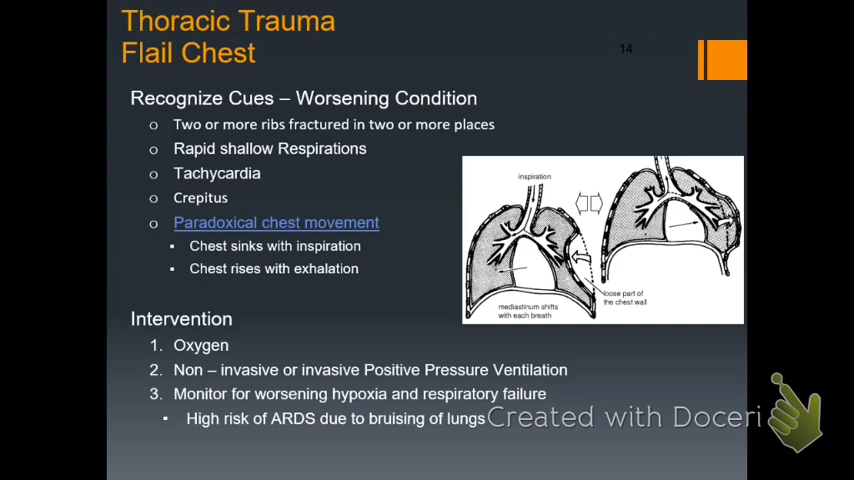 Thoracic Trauma
Flail Chest
14
Recognize Cues – Worsening Condition
o Two or more ribs fractured in two or more places
o Rapid shallow Respirations
o Tachycardia
o Crepitus
o Paradoxical chest movement
▪ Chest sinks with inspiration
▪ Chest rises with exhalation
inspiration
loose part of
the chest wall
mediastinum shifts
with each breath
Intervention
1. Oxygen
2. Non – invasive or invasive Positive Pressure Ventilation
3. Monitor for worsening hypoxia and respiratory failure
▪ High risk of ARDS due to bruising of lungs
Created with Doceri